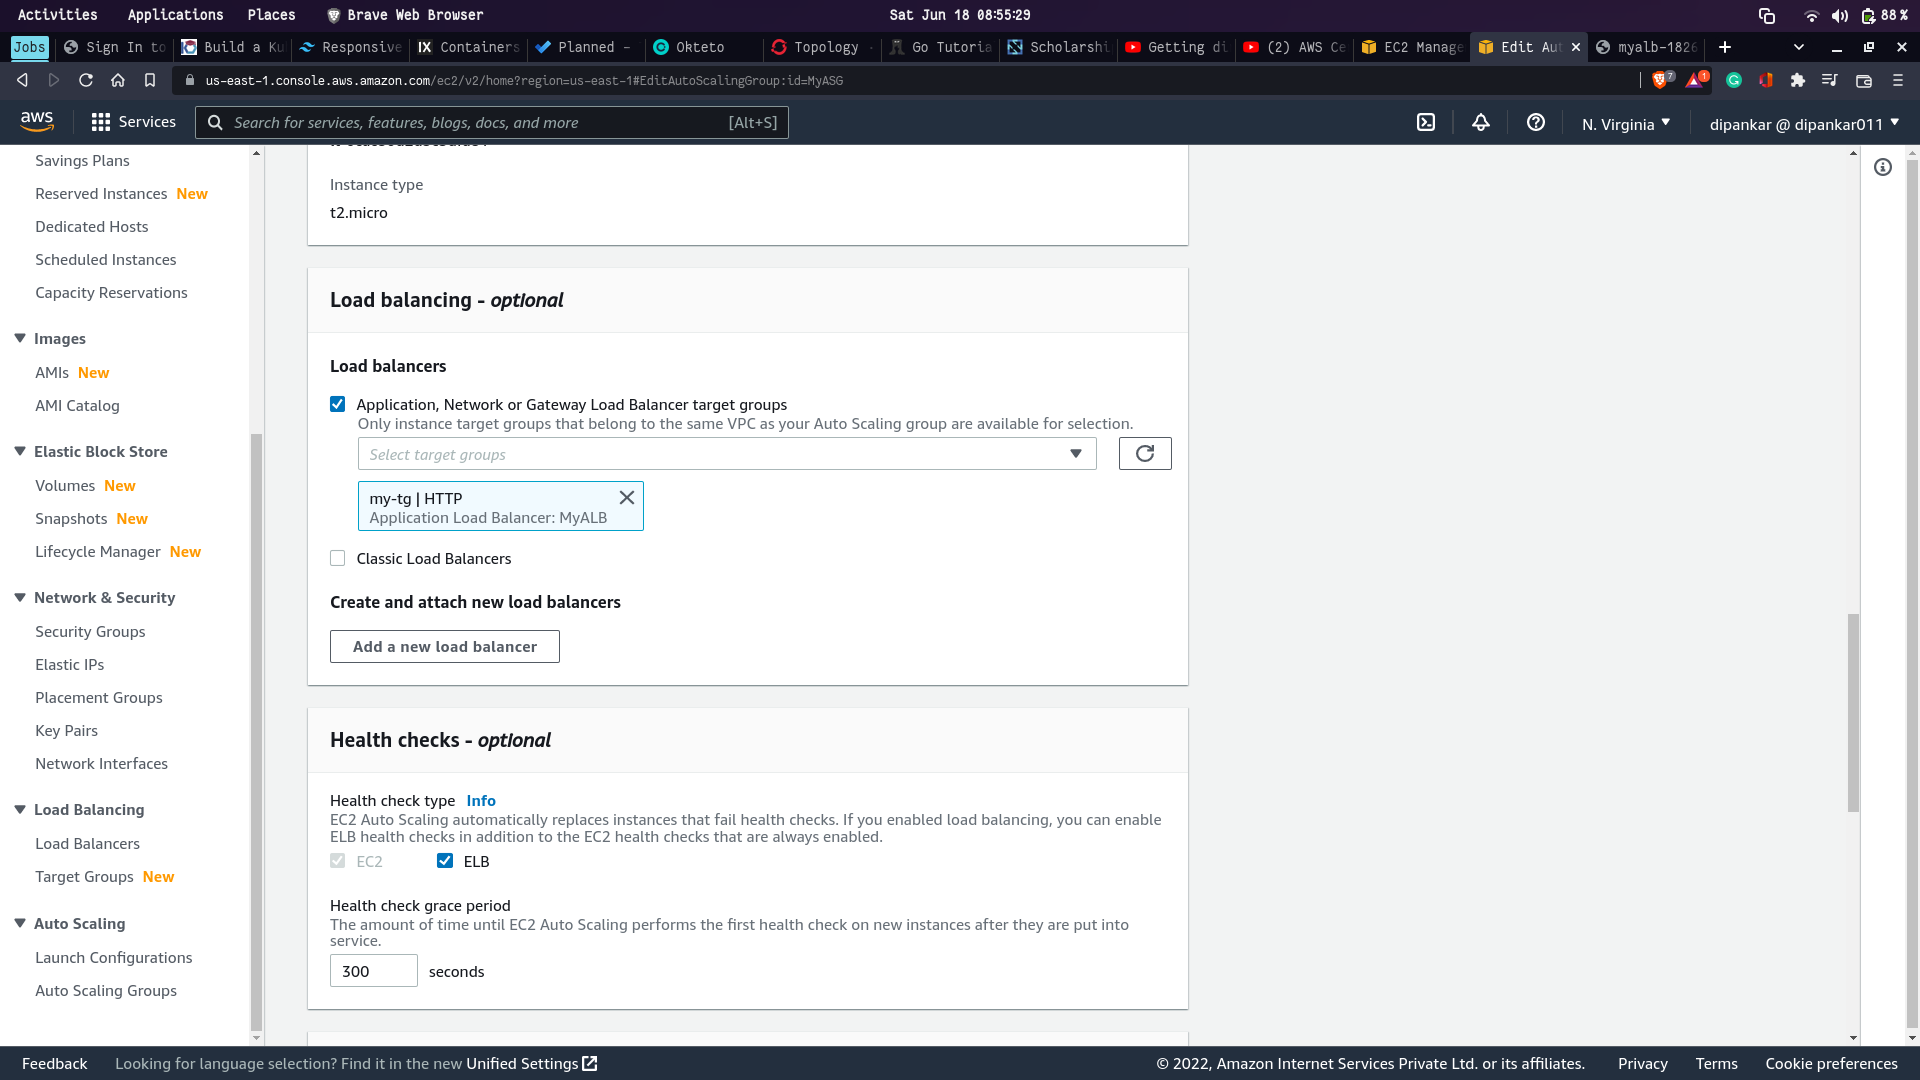 Activities Applications Places Brave Web Browser Sat Jun 18 08:55:29 88 %
Jobs Sign In to Build a Ku Responsive Containers Planned - Okteto Topology - Go Tutoria Scholarshi Getting di (2) AWS Ce EC2 Manage Edit Aut myalb-1826
us-east-1.console.aws.amazon.com/ec2/v2/home?region=us-east-1#EditAutoScalingGroup:id=MyASG 7 1
aws Services Search for services, features, blogs, docs, and more [Alt+S] N. Virginia dipankar @ dipankar011
Savings Plans
Reserved Instances New
Dedicated Hosts
Scheduled Instances
Capacity Reservations
Images
AMIs New
AMI Catalog
Elastic Block Store
Volumes New
Snapshots New
Lifecycle Manager New
Network & Security
Security Groups
Elastic IPs
Placement Groups
Key Pairs
Network Interfaces
Load Balancing
Load Balancers
Target Groups New
Auto Scaling
Launch Configurations
Auto Scaling Groups
Instance type
t2.micro
Load balancing - optional
Load balancers
Application, Network or Gateway Load Balancer target groups
Only instance target groups that belong to the same VPC as your Auto Scaling group are available for selection.
Select target groups
my-tg | HTTP
Application Load Balancer: MyALB
Classic Load Balancers
Create and attach new load balancers
Add a new load balancer
Health checks - optional
Health check type Info
EC2 Auto Scaling automatically replaces instances that fail health checks. If you enabled load balancing, you can enable
ELB health checks in addition to the EC2 health checks that are always enabled.
EC2 ELB
Health check grace period
The amount of time until EC2 Auto Scaling performs the first health check on new instances after they are put into
service.
300 seconds
Feedback Looking for language selection? Find it in the new Unified Settings © 2022, Amazon Internet Services Private Ltd. or its affiliates. Privacy Terms Cookie preferences